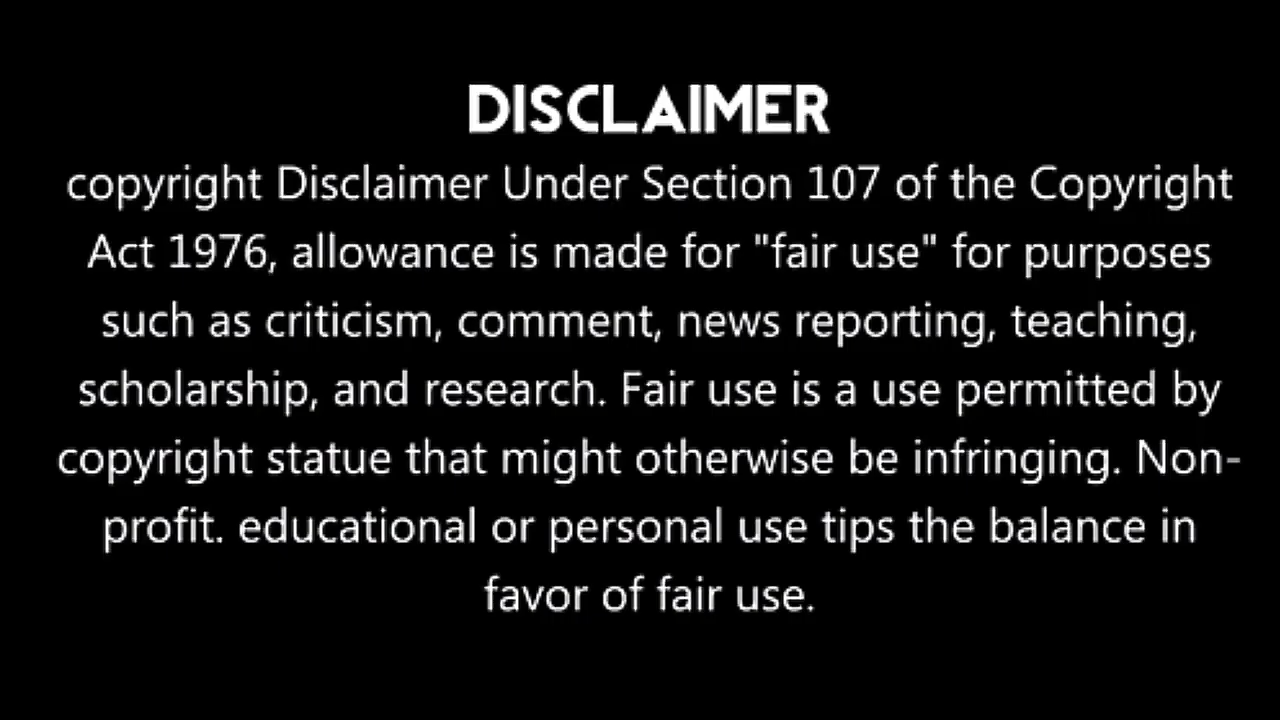 DISCLAIMER
copyright Disclaimer Under Section 107 of the Copyright
Act 1976, allowance is made for "fair use" for purposes
such as criticism, comment, news reporting, teaching,
scholarship, and research. Fair use is a use permitted by
copyright statue that might otherwise be infringing. Non-
profit. educational or personal use tips the balance in
favor of fair use.